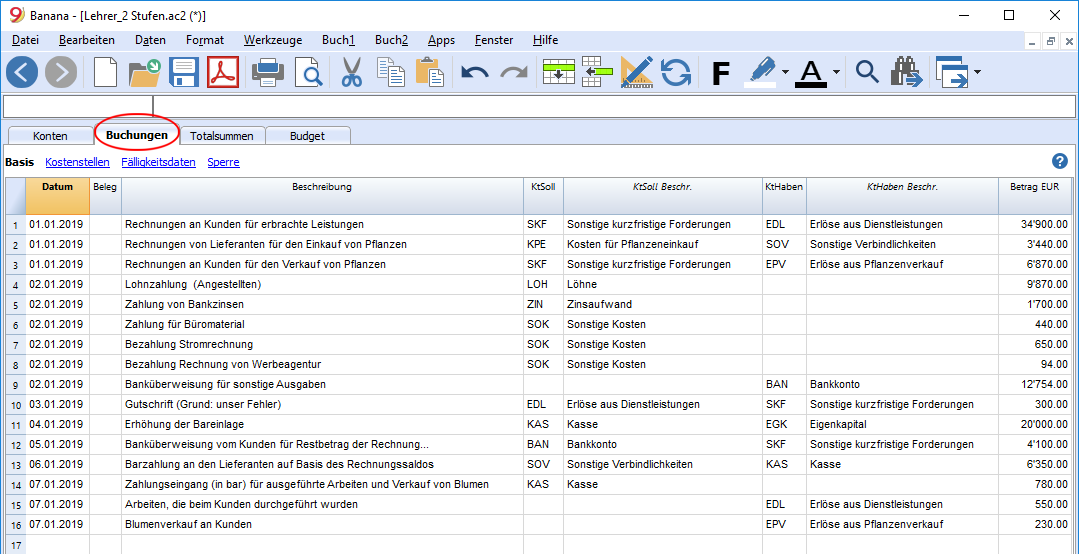 Banana - [Lehrer_2 Stufen.ac2 (*)]
Datei Bearbeiten Daten Format Werkzeuge Buch1 Buch2 Apps Fenster Hilfe
F A
Konten Buchungen Totalsummen Budget
Basis Kostenstellen Fälligkeitsdaten Sperre ?
Datum Beleg Beschreibung KtSoll KtSoll Beschr. KtHaben KtHaben Beschr. Betrag EUR
1 01.01.2019 Rechnungen an Kunden für erbrachte Leistungen SKF Sonstige kurzfristige Forderungen EDL Erlöse aus Dienstleistungen 34'900.00
2 01.01.2019 Rechnungen von Lieferanten für den Einkauf von Pflanzen KPE Kosten für Pflanzeneinkauf SOV Sonstige Verbindlichkeiten 3'440.00
3 01.01.2019 Rechnungen an Kunden für den Verkauf von Pflanzen SKF Sonstige kurzfristige Forderungen EPV Erlöse aus Pflanzenverkauf 6'870.00
4 02.01.2019 Lohnzahlung (Angestellten) LOH Löhne 9'870.00
5 02.01.2019 Zahlung von Bankzinsen ZIN Zinsaufwand 1'700.00
6 02.01.2019 Zahlung für Büromaterial SOK Sonstige Kosten 440.00
7 02.01.2019 Bezahlung Stromrechnung SOK Sonstige Kosten 650.00
8 02.01.2019 Bezahlung Rechnung von Werbeagentur SOK Sonstige Kosten 94.00
9 02.01.2019 Banküberweisung für sonstige Ausgaben BAN Bankkonto 12'754.00
10 03.01.2019 Gutschrift (Grund: unser Fehler) EDL Erlöse aus Dienstleistungen SKF Sonstige kurzfristige Forderungen 300.00
11 04.01.2019 Erhöhung der Bareinlage KAS Kasse EGK Eigenkapital 20'000.00
12 05.01.2019 Banküberweisung vom Kunden für Restbetrag der Rechnung... BAN Bankkonto SKF Sonstige kurzfristige Forderungen 4'100.00
13 06.01.2019 Barzahlung an den Lieferanten auf Basis des Rechnungssaldos SOV Sonstige Verbindlichkeiten KAS Kasse 6'350.00
14 07.01.2019 Zahlungseingang (in bar) für ausgeführte Arbeiten und Verkauf von Blumen KAS Kasse 780.00
15 07.01.2019 Arbeiten, die beim Kunden durchgeführt wurden EDL Erlöse aus Dienstleistungen 550.00
16 07.01.2019 Blumenverkauf an Kunden EPV Erlöse aus Pflanzenverkauf 230.00
17